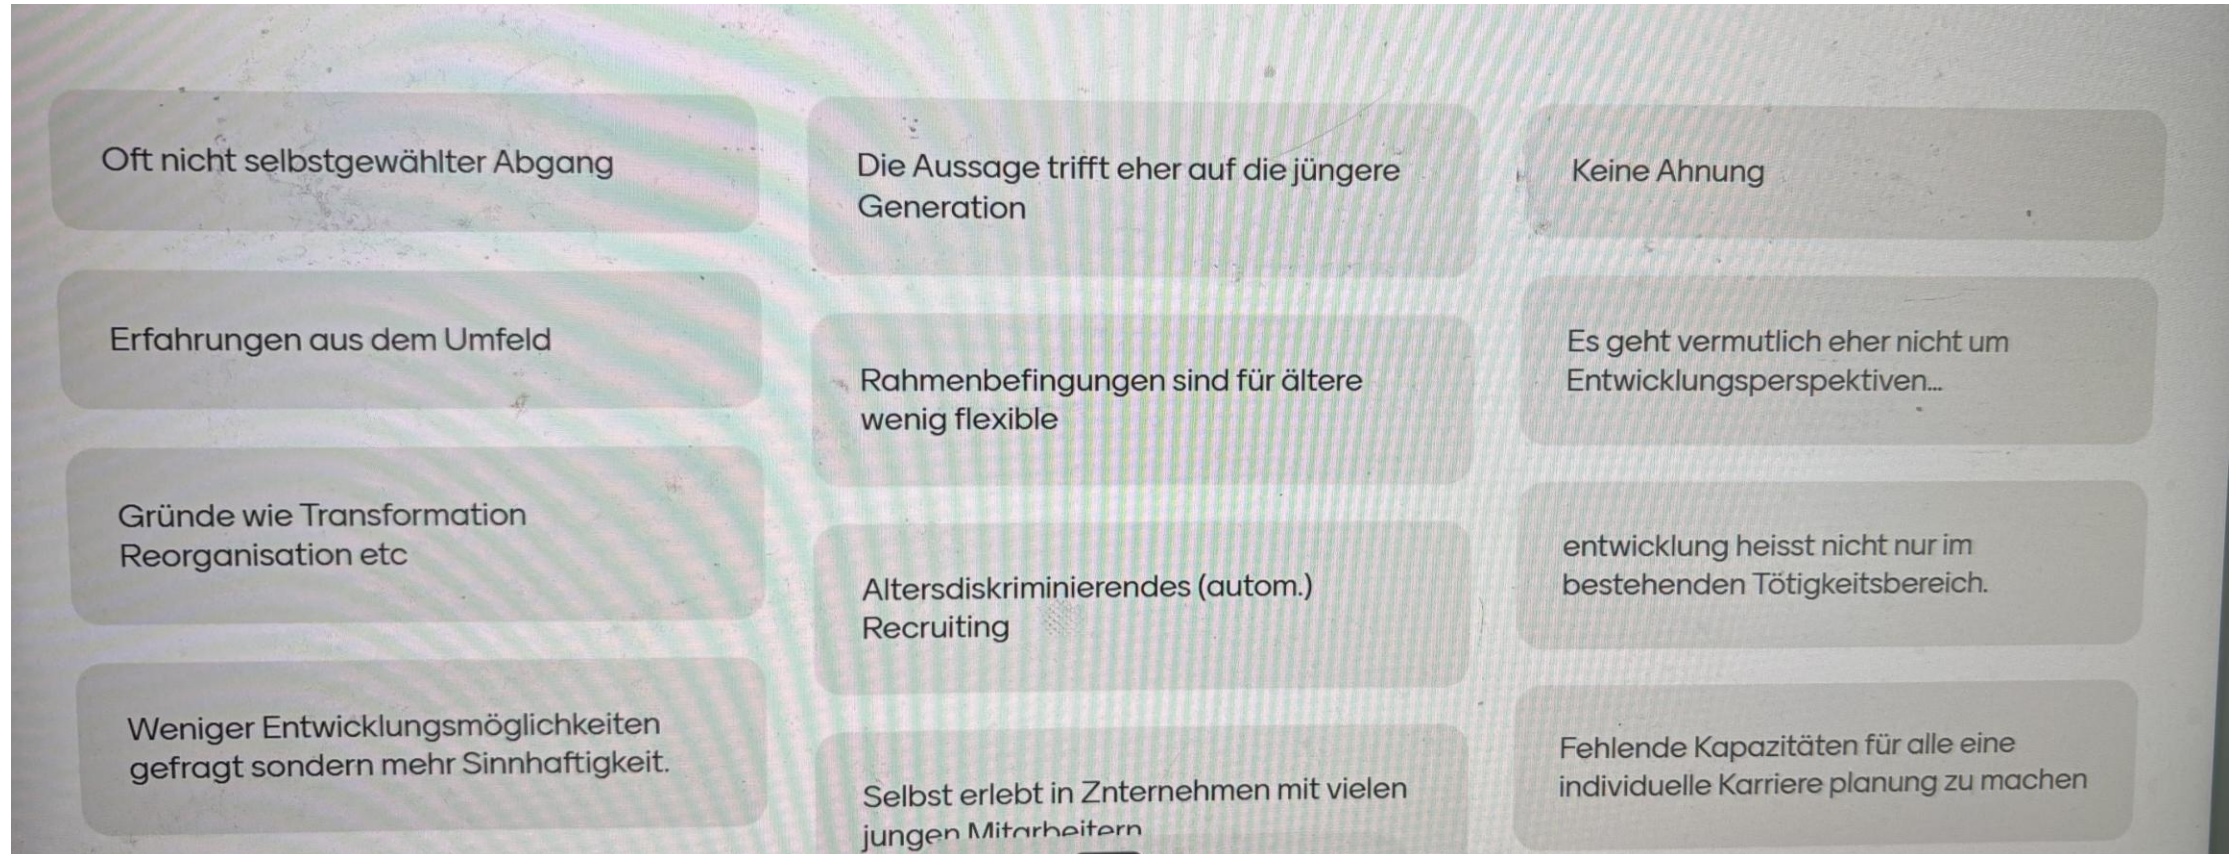 Oft nicht selbstgewählter Abgang
Erfahrungen aus dem Umfeld
Gründe wie Transformation
Reorganisation etc
Weniger Entwicklungsmöglichkeiten
gefragt sondern mehr Sinnhaftigkeit.
Die Aussage trifft eher auf die jüngere
Generation
Rahmenbefingungen sind für ältere
wenig flexible
Altersdiskriminierendes (autom.)
Recruiting
Selbst erlebt in Znternehmen mit vielen
jungen Mitarbeitern
Keine Ahnung
Es geht vermutlich eher nicht um
Entwicklungsperspektiven...
entwicklung heisst nicht nur im
bestehenden Tötigkeitsbereich.
Fehlende Kapazitäten für alle eine
individuelle Karriere planung zu machen